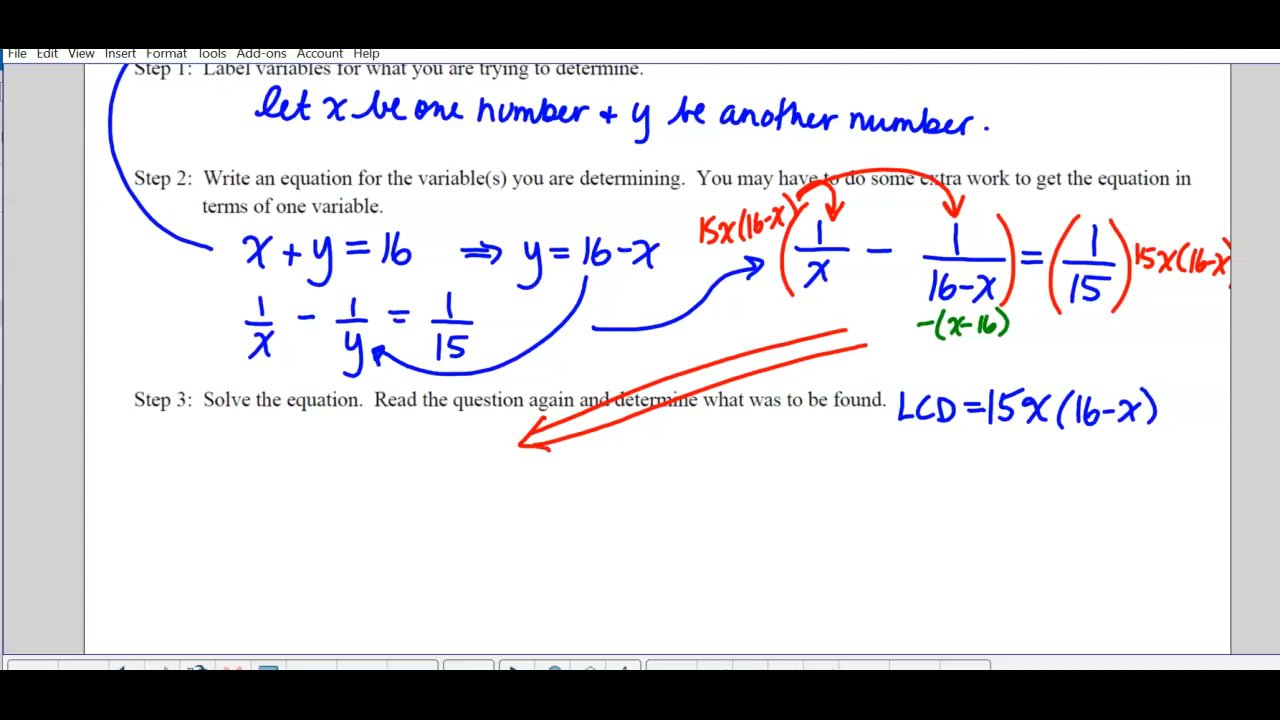 File Edit View Insert Format Tools Add-ons Account Help
Step 1: Label variables for what you are trying to determine.
let x be one number + y be another number.
Step 2: Write an equation for the variable(s) you are determining. You may have to do some extra work to get the equation in
terms of one variable.
x + y = 16 ⇒ y = 16 - x
15x(16-x) (1/x - 1/(16-x)) = (1/15) 15x(16-x)
-(x-16)
1/x - 1/y = 1/15
Step 3: Solve the equation. Read the question again and determine what was to be found.
LCD = 15x(16-x)